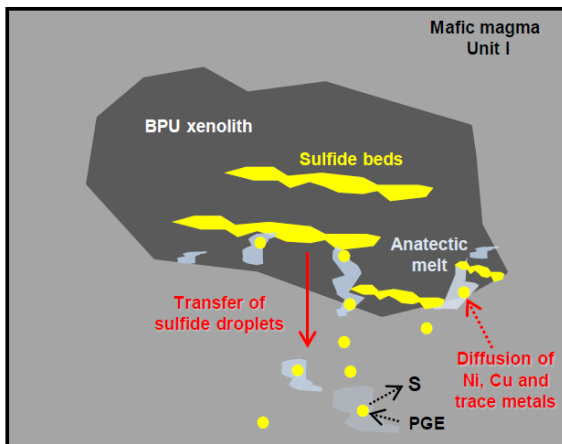 Mafic magma
Unit I
BPU xenolith
Sulfide beds
Anatectic
melt
Transfer of
sulfide droplets
Diffusion of
Ni, Cu and
trace metals
S
PGE